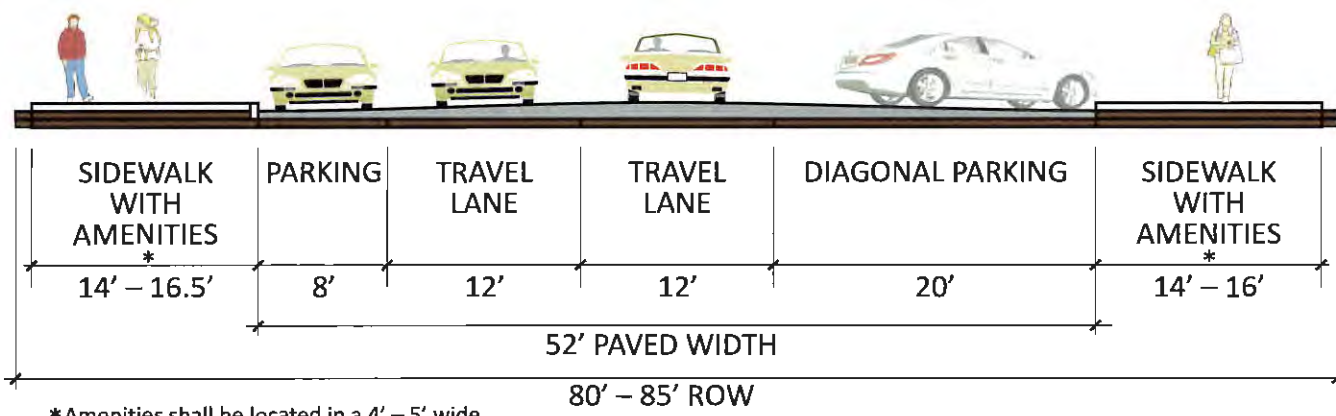 SIDEWALK
WITH
AMENITIES
*
14' – 16.5'
PARKING
8'
TRAVEL
LANE
12'
TRAVEL
LANE
12'
DIAGONAL PARKING
20'
SIDEWALK
WITH
AMENITIES
*
14' – 16'
52' PAVED WIDTH
80' – 85' ROW
*Amenities shall be located in a 4' – 5' wide